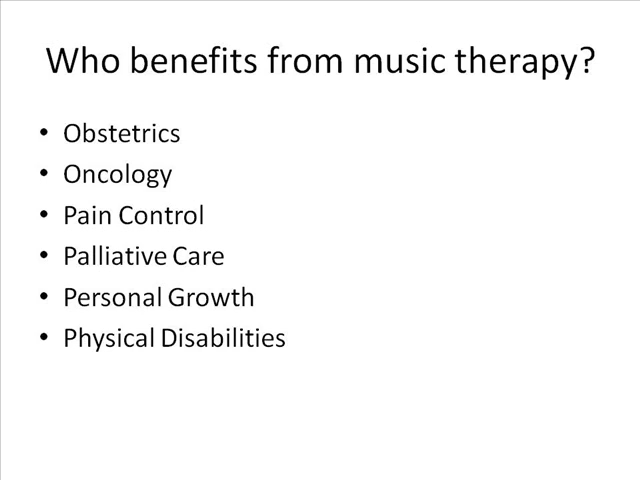 Who benefits from music therapy?
• Obstetrics
• Oncology
• Pain Control
• Palliative Care
• Personal Growth
• Physical Disabilities